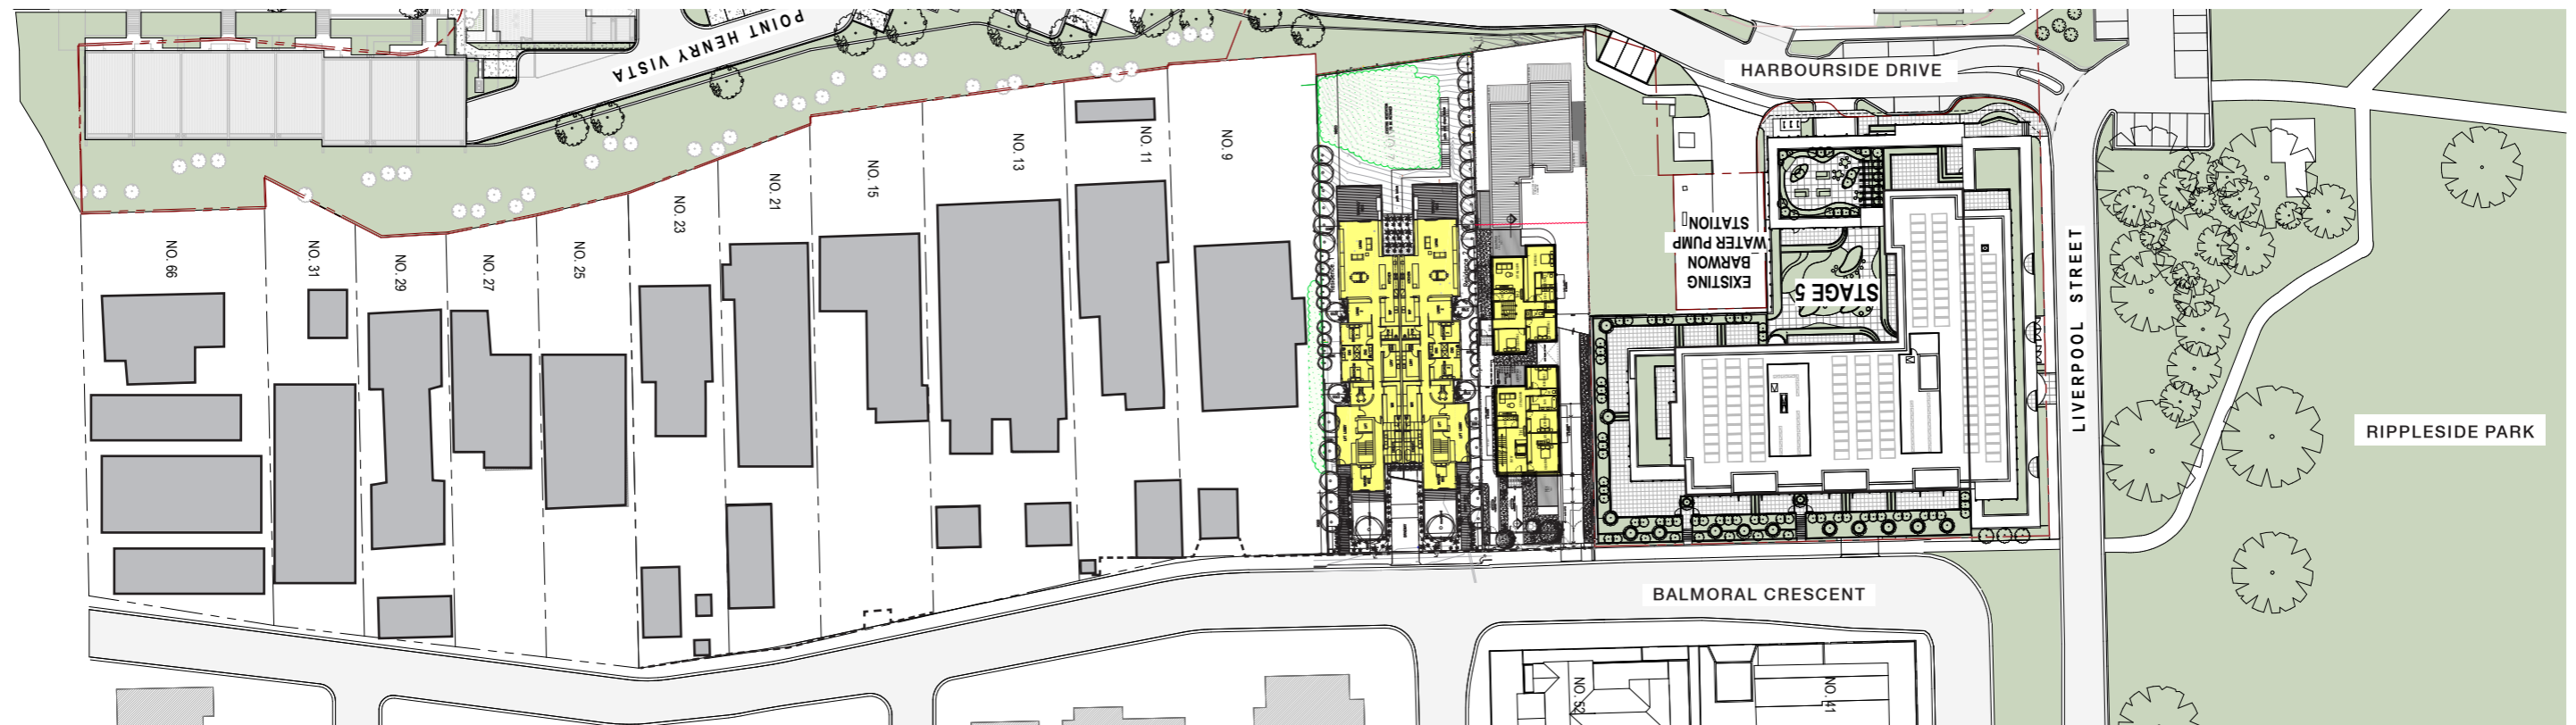 POINT HENRY VISTA
HARBOURSIDE DRIVE
NO. 9
NO. 11
NO. 13
NO. 15
NO. 21
NO. 23
NO. 25
NO. 27
NO. 29
NO. 31
NO. 66
EXISTING
BARWON
WATER PUMP
STATION
STAGE 5
LIVERPOOL STREET
RIPPLESIDE PARK
BALMORAL CRESCENT
NO. 52
NO. 41